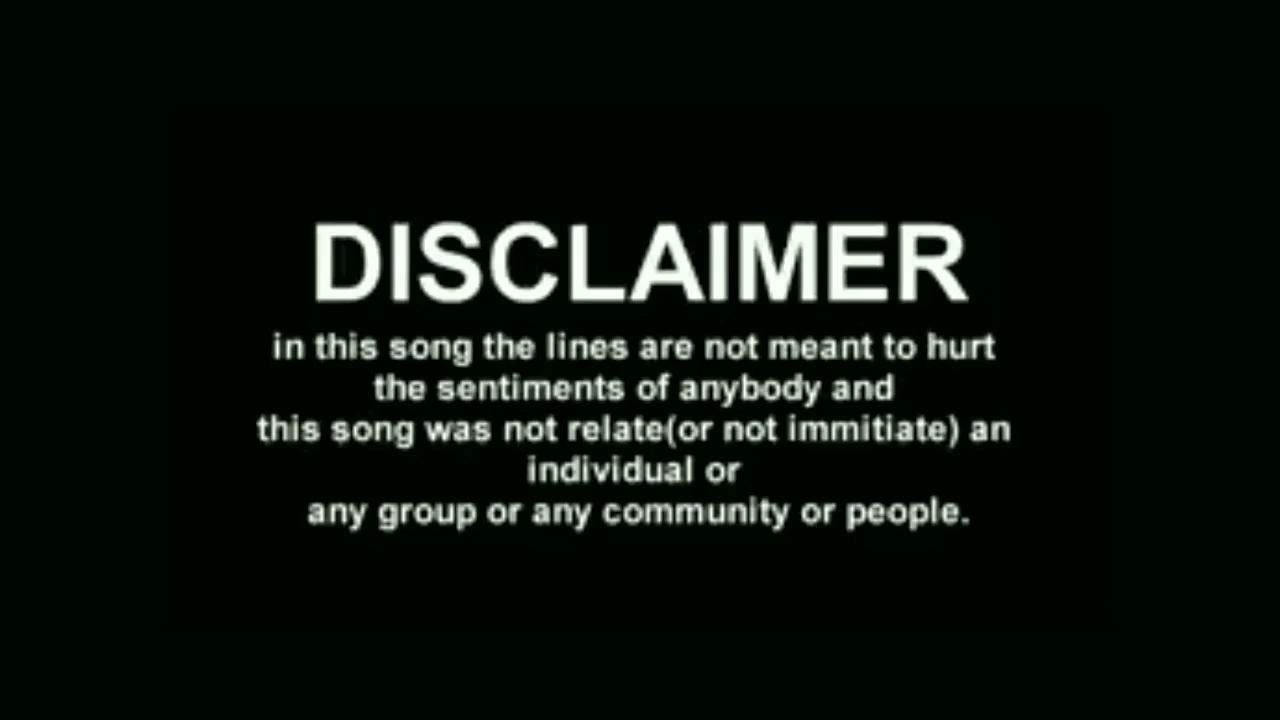 DISCLAIMER
in this song the lines are not meant to hurt
the sentiments of anybody and
this song was not relate(or not immitiate) an
individual or
any group or any community or people.